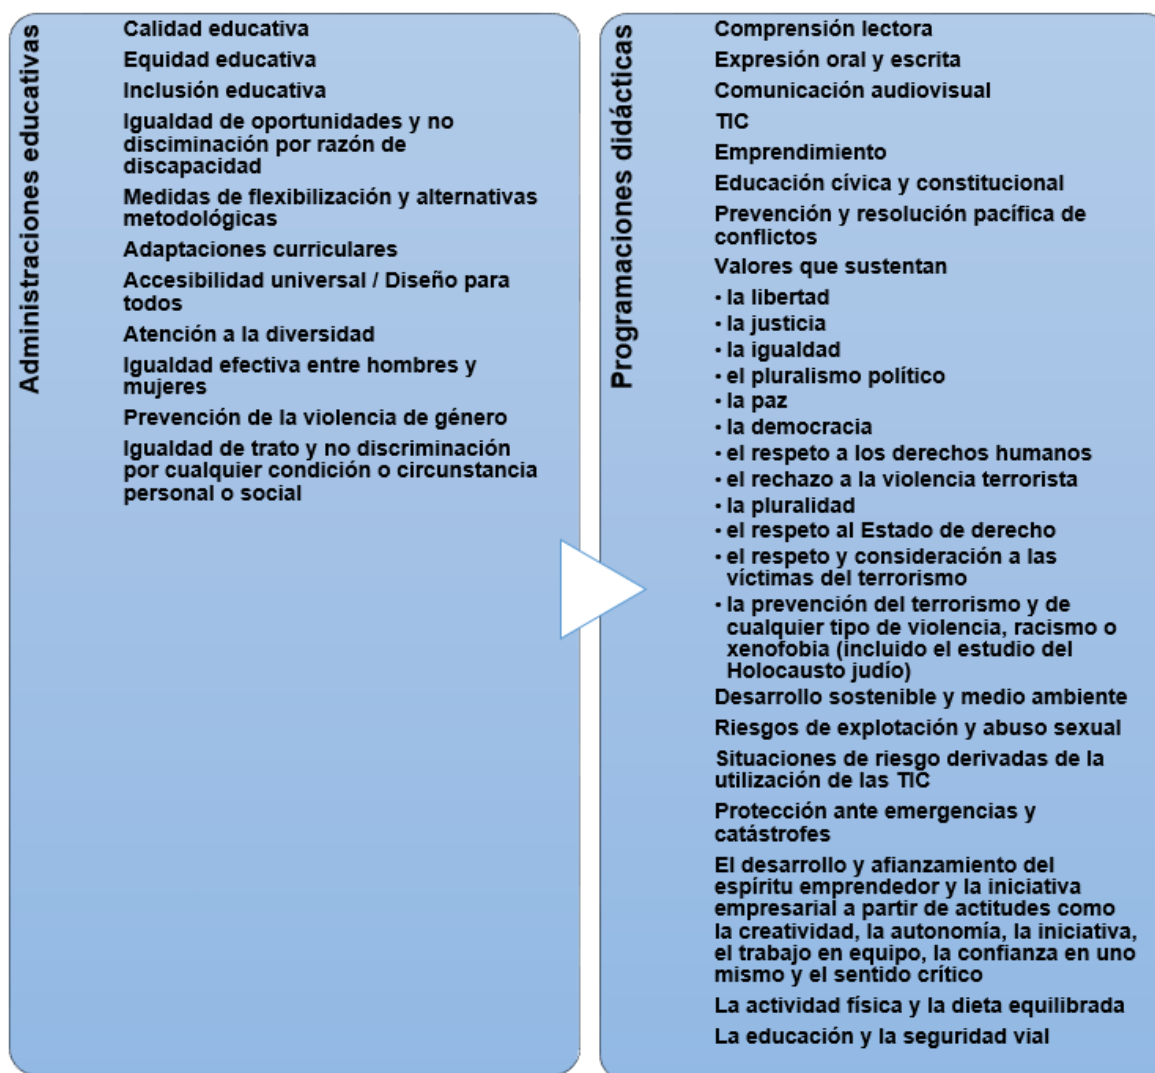 Administraciones educativas
Calidad educativa
Equidad educativa
Inclusión educativa
Igualdad de oportunidades y no
disciminación por razón de
discapacidad
Medidas de flexibilización y alternativas
metodológicas
Adaptaciones curriculares
Accesibilidad universal / Diseño para
todos
Atención a la diversidad
Igualdad efectiva entre hombres y
mujeres
Prevención de la violencia de género
Igualdad de trato y no discriminación
por cualquier condición o circunstancia
personal o social
Programaciones didácticas
Comprensión lectora
Expresión oral y escrita
Comunicación audiovisual
TIC
Emprendimiento
Educación cívica y constitucional
Prevención y resolución pacífica de
conflictos
Valores que sustentan
• la libertad
• la justicia
• la igualdad
• el pluralismo político
• la paz
• la democracia
• el respeto a los derechos humanos
• el rechazo a la violencia terrorista
• la pluralidad
• el respeto al Estado de derecho
• el respeto y consideración a las
víctimas del terrorismo
• la prevención del terrorismo y de
cualquier tipo de violencia, racismo o
xenofobia (incluido el estudio del
Holocausto judío)
Desarrollo sostenible y medio ambiente
Riesgos de explotación y abuso sexual
Situaciones de riesgo derivadas de la
utilización de las TIC
Protección ante emergencias y
catástrofes
El desarrollo y afianzamiento del
espíritu emprendedor y la iniciativa
empresarial a partir de actitudes como
la creatividad, la autonomía, la iniciativa,
el trabajo en equipo, la confianza en uno
mismo y el sentido crítico
La actividad física y la dieta equilibrada
La educación y la seguridad vial